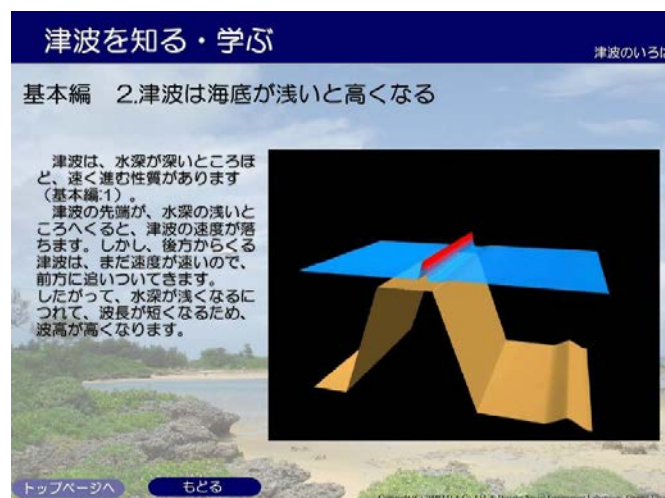 津波を知る・学ぶ
津波のいろは
基本編　2.津波は海底が浅いと高くなる
　津波は、水深が深いところほ
ど、速く進む性質があります
（基本編:1）。
　津波の先端が、水深の浅いと
ころへくると、津波の速度が落
ちます。しかし、後方からくる
津波は、まだ速度が速いので、
前方に追いついてきます。
したがって、水深が浅くなるに
つれて、波長が短くなるため、
波高が高くなります。
トップページへ
もどる